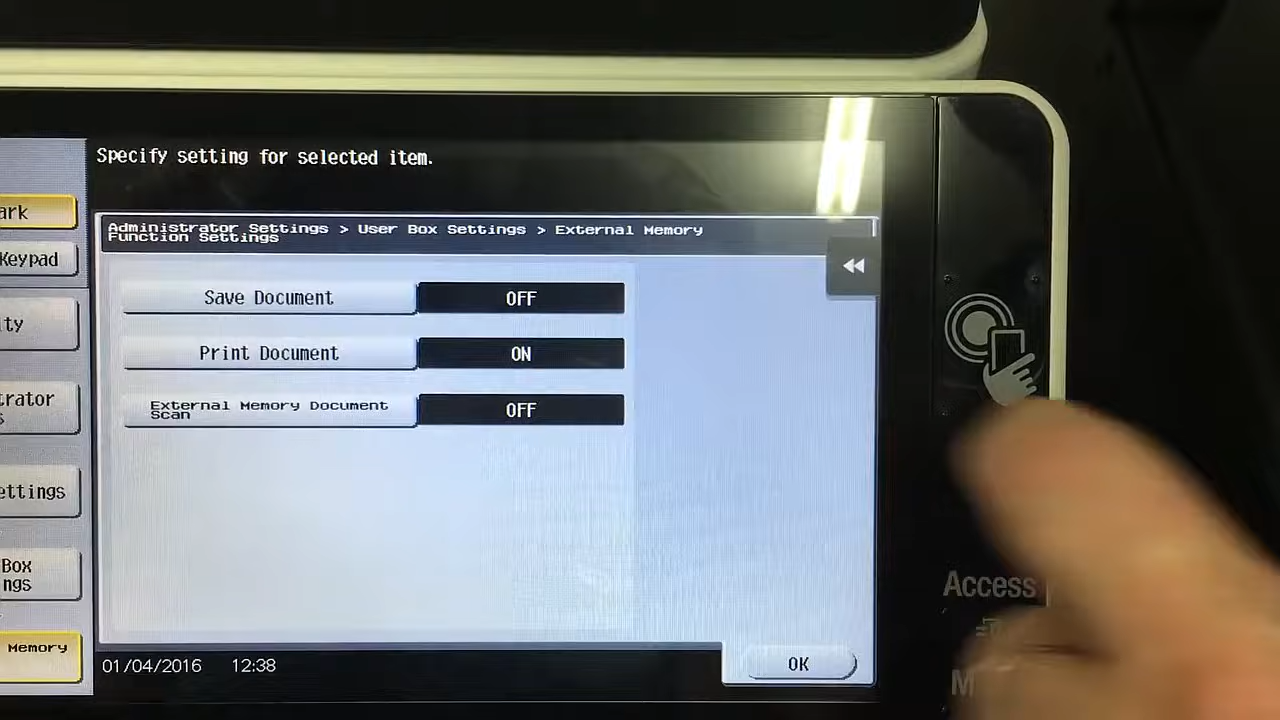 Specify setting for selected item.
Administrator Settings > User Box Settings > External Memory
Function Settings
ark
Keypad
ity
trator
s
ettings
Box
ngs
Memory
Save Document OFF
Print Document ON
External Memory Document
Scan
OFF
01/04/2016 12:38
OK
Access
M